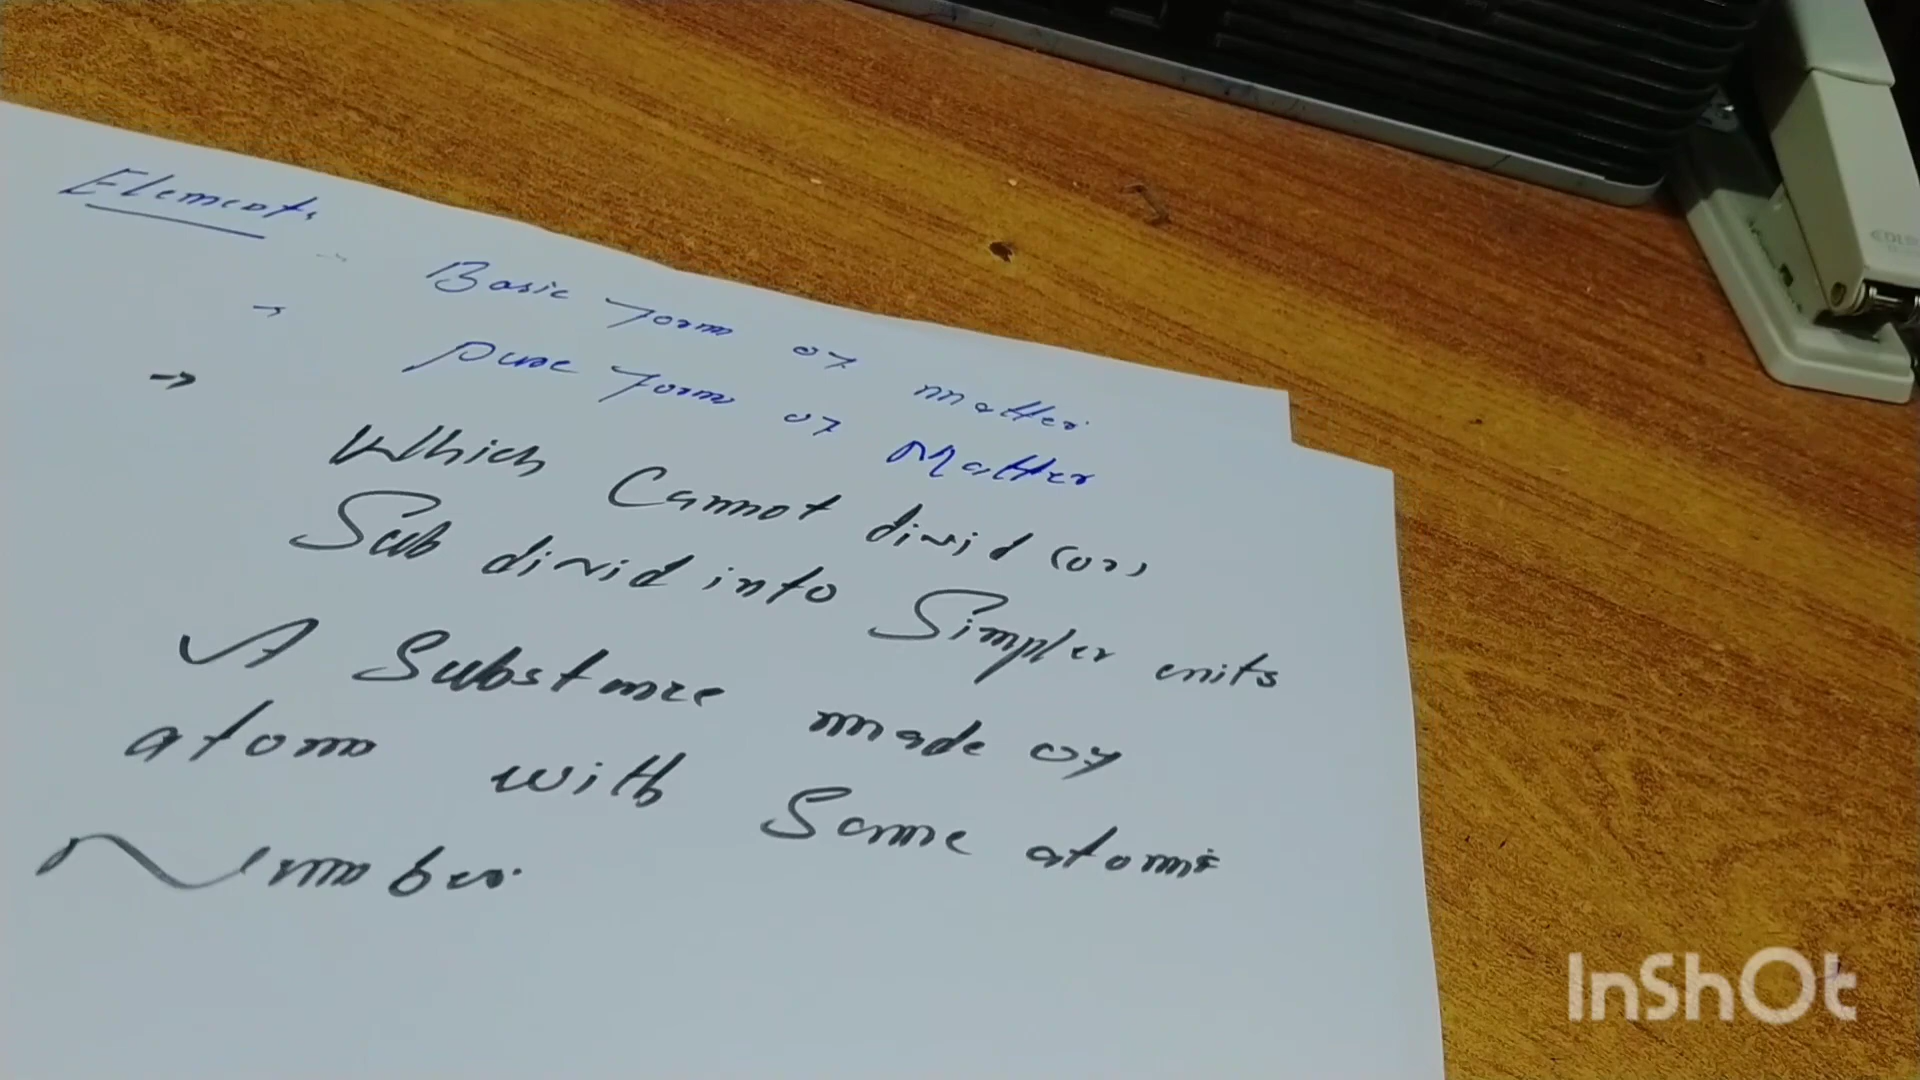 Elements
→ Basic form of matter
→ pure form of Matter
→ Which Cannot divid (or)
Sub divid into Simpler units
A Substance made of
atoms with Same atomic
Number
InShOt